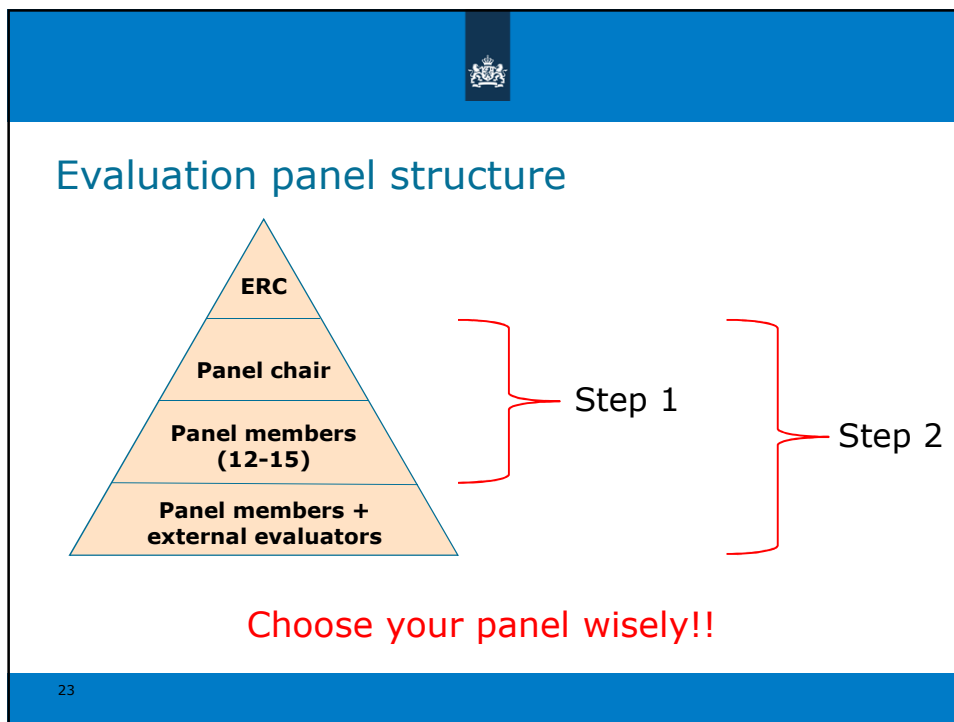 Evaluation panel structure
ERC
Panel chair
Panel members
(12-15)
Panel members +
external evaluators
Step 1
Step 2
Choose your panel wisely!!
23